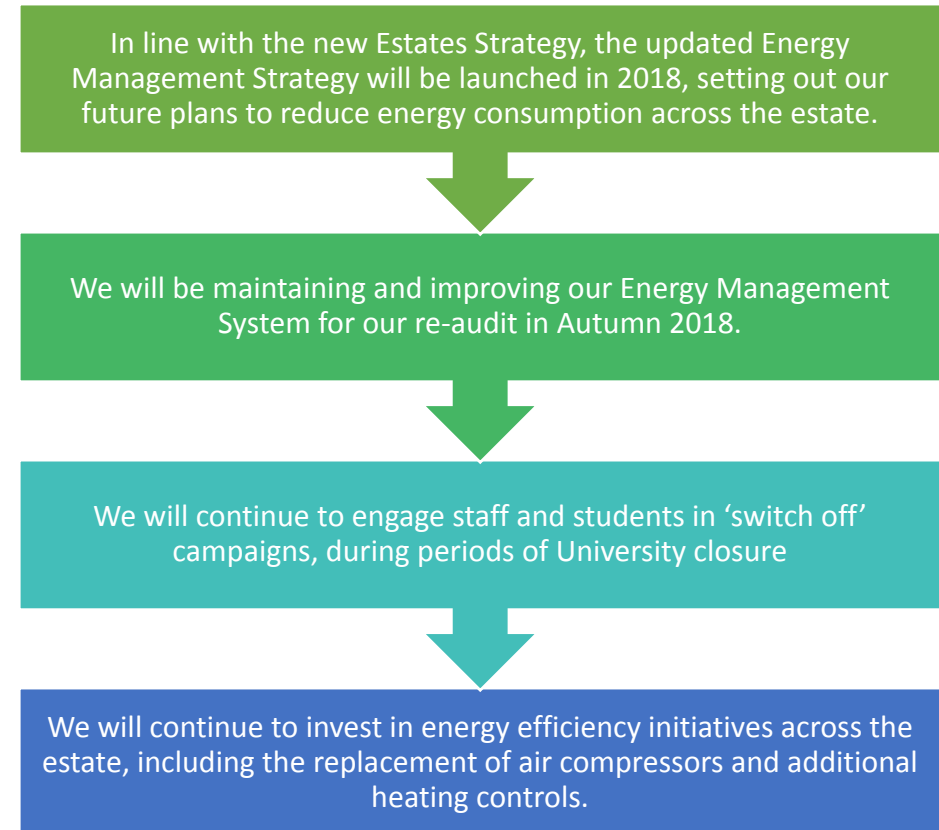 In line with the new Estates Strategy, the updated Energy
Management Strategy will be launched in 2018, setting out our
future plans to reduce energy consumption across the estate.
We will be maintaining and improving our Energy Management
System for our re-audit in Autumn 2018.
We will continue to engage staff and students in ‘switch off’
campaigns, during periods of University closure
We will continue to invest in energy efficiency initiatives across the
estate, including the replacement of air compressors and additional
heating controls.